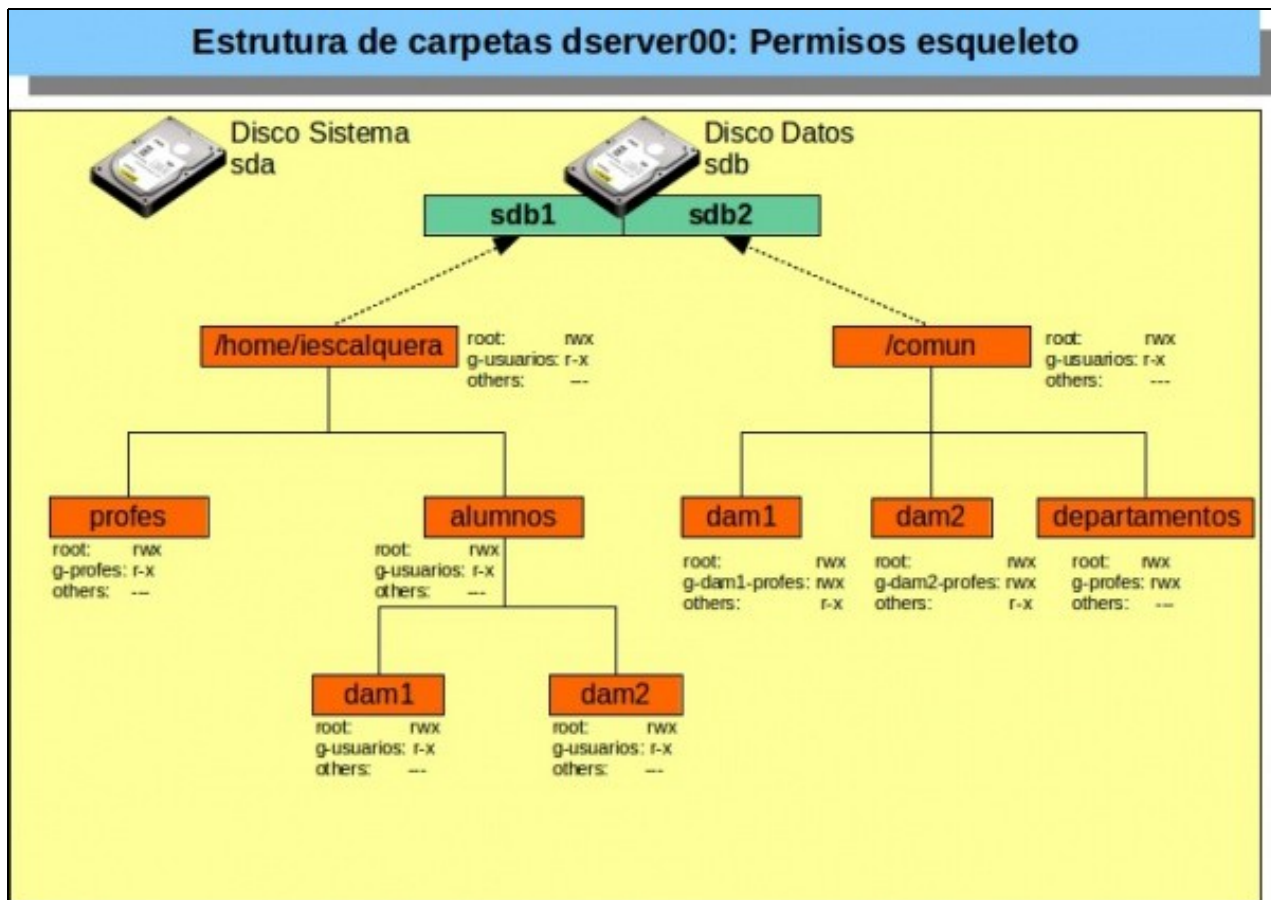 Estrutura de carpetas dserver00: Permisos esqueleto
Disco Sistema
sda
Disco Datos
sdb
sdb1
sdb2
/home/iescalquera
root: rwx
g-usuarios: r-x
others: ---
/comun
root: rwx
g-usuarios: r-x
others: ---
profes
root: rwx
g-profes: r-x
others: ---
alumnos
root: rwx
g-usuarios: r-x
others: ---
dam1
root: rwx
g-dam1-profes: rwx
others: r-x
dam2
root: rwx
g-dam2-profes: rwx
others: r-x
departamentos
root: rwx
g-profes: rwx
others: ---
dam1
root: rwx
g-usuarios: r-x
others: ---
dam2
root: rwx
g-usuarios: r-x
others: ---